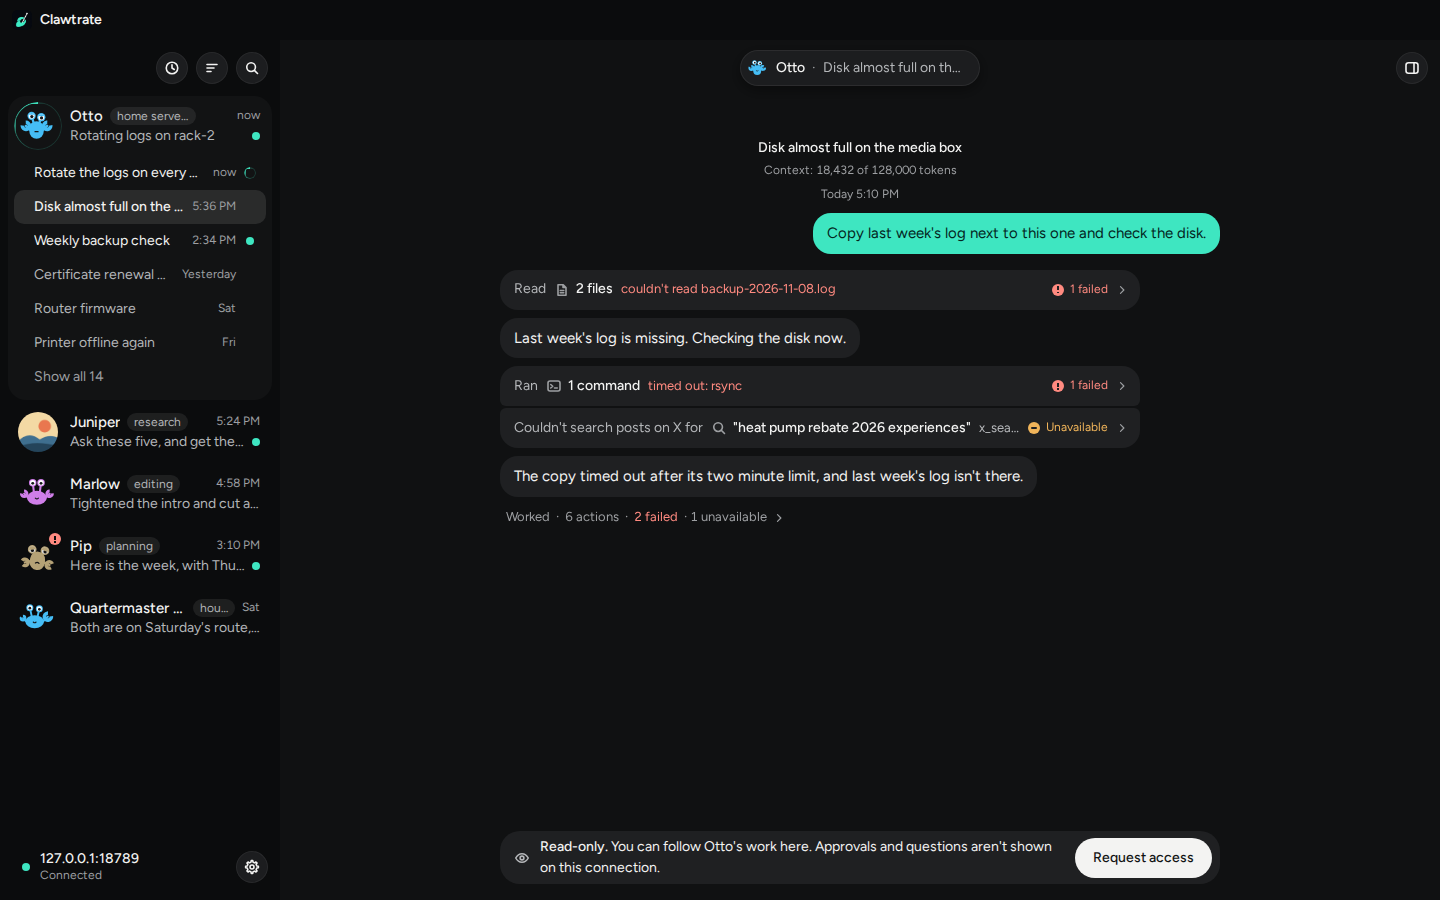 Clawtrate
Otto home serve... now
Rotating logs on rack-2
Rotate the logs on every ... now
Disk almost full on the ... 5:36 PM
Weekly backup check 2:34 PM
Certificate renewal ... Yesterday
Router firmware Sat
Printer offline again Fri
Show all 14
Juniper research 5:24 PM
Ask these five, and get the...
Marlow editing 4:58 PM
Tightened the intro and cut a...
Pip planning 3:10 PM
Here is the week, with Thu...
Quartermaster ... hou... Sat
Both are on Saturday's route,...
127.0.0.1:18789
Connected
Otto · Disk almost full on th...
Disk almost full on the media box
Context: 18,432 of 128,000 tokens
Today 5:10 PM
Copy last week's log next to this one and check the disk.
Read 2 files couldn't read backup-2026-11-08.log 1 failed
Last week's log is missing. Checking the disk now.
Ran 1 command timed out: rsync 1 failed
Couldn't search posts on X for "heat pump rebate 2026 experiences" x_sea... Unavailable
The copy timed out after its two minute limit, and last week's log isn't there.
Worked · 6 actions · 2 failed · 1 unavailable
Read-only. You can follow Otto's work here. Approvals and questions aren't shown
on this connection.
Request access